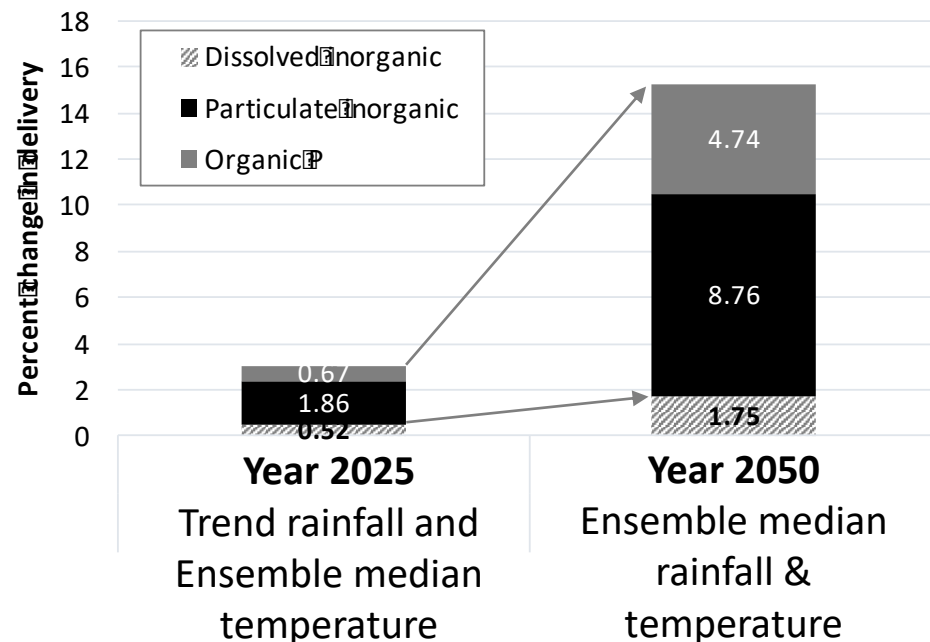 18
16
14
12
10
8
6
4
2
0
Percent�change�in�delivery
Dissolved�inorganic
Particulate�inorganic
Organic�P
4.74
8.76
1.75
0.67
1.86
0.52
Year 2025
Trend rainfall and
Ensemble median
temperature
Year 2050
Ensemble median
rainfall &
temperature